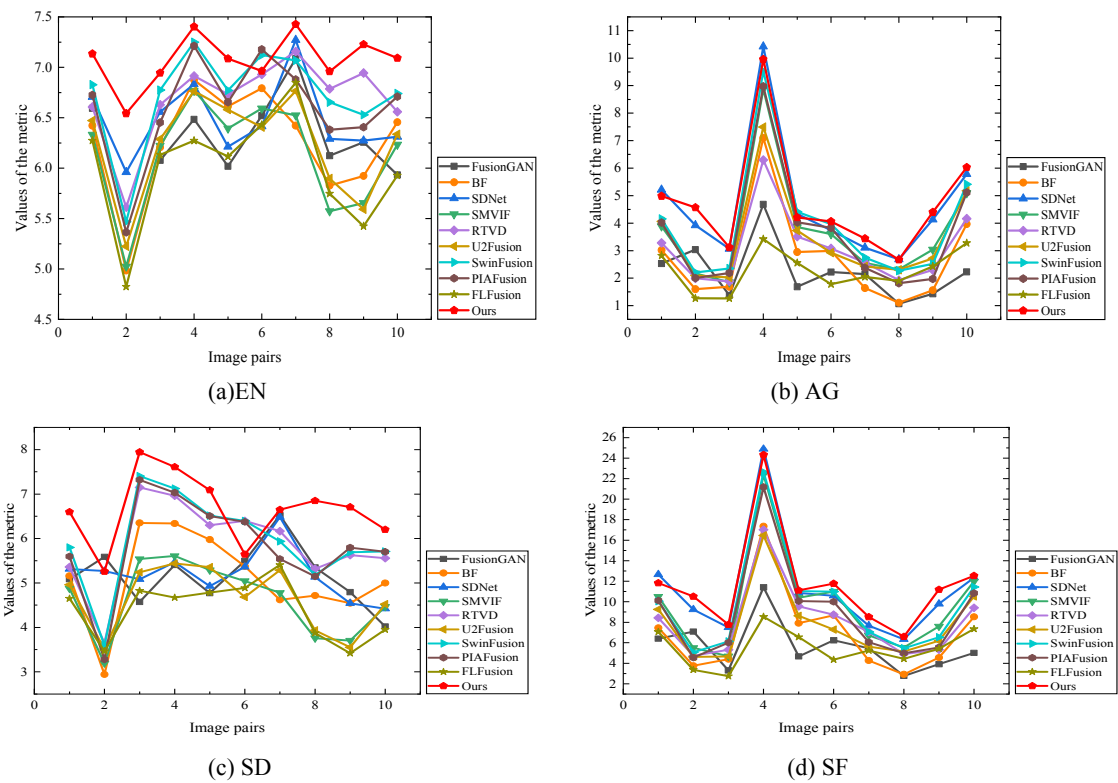 7.5
7.0
6.5
6.0
5.5
5.0
4.5
Values of the metric
0
2
4
6
8
10
Image pairs
FusionGAN
BF
SDNet
SMVIF
RTVD
U2Fusion
SwinFusion
PIAFusion
FLFusion
Ours
(a)EN
11
10
9
8
7
6
5
4
3
2
1
Values of the metric
0
2
4
6
8
10
Image pairs
FusionGAN
BF
SDNet
SMVIF
RTVD
U2Fusion
SwinFusion
PIAFusion
FLFusion
Ours
(b) AG
8
7
6
5
4
3
Values of the metric
0
2
4
6
8
10
Image pairs
FusionGAN
BF
SDNet
SMVIF
RTVD
U2Fusion
SwinFusion
PIAFusion
FLFusion
Ours
(c) SD
26
24
22
20
18
16
14
12
10
8
6
4
2
Values of the metric
0
2
4
6
8
10
Image pairs
FusionGAN
BF
SDNet
SMVIF
RTVD
U2Fusion
SwinFusion
PIAFusion
FLFusion
Ours
(d) SF